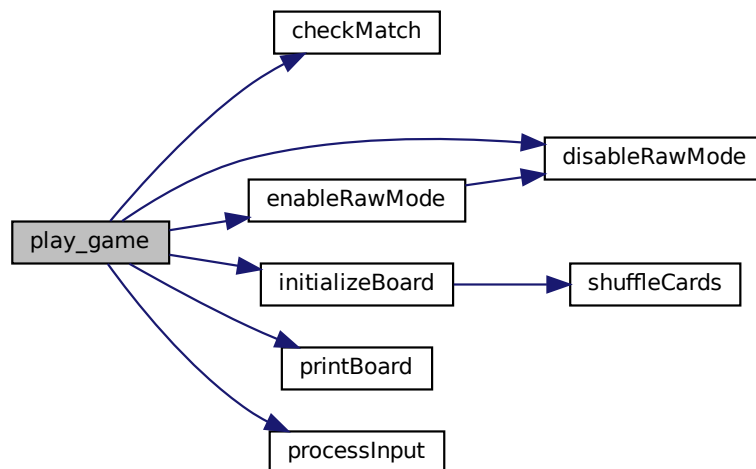 checkMatch
disableRawMode
enableRawMode
play_game
initializeBoard
shuffleCards
printBoard
processInput